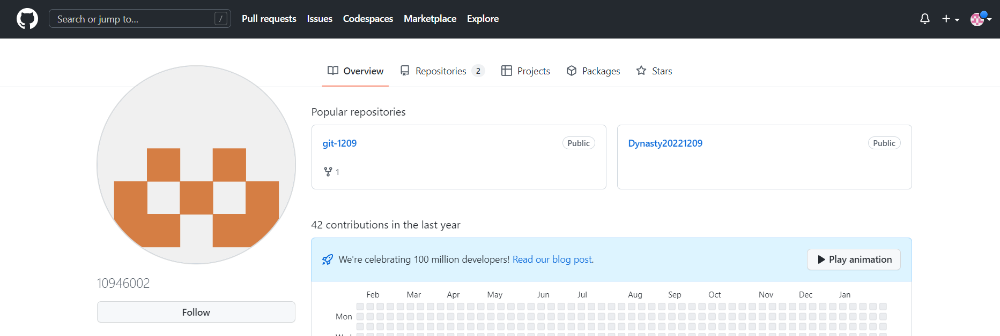 Search or jump to... / Pull requests Issues Codespaces Marketplace Explore
Overview Repositories 2 Projects Packages Stars
Popular repositories
git-1209 Public
1
Dynasty20221209 Public
42 contributions in the last year
We're celebrating 100 million developers! Read our blog post. Play animation
10946002
Follow
Feb Mar Apr May Jun Jul Aug Sep Oct Nov Dec Jan
Mon